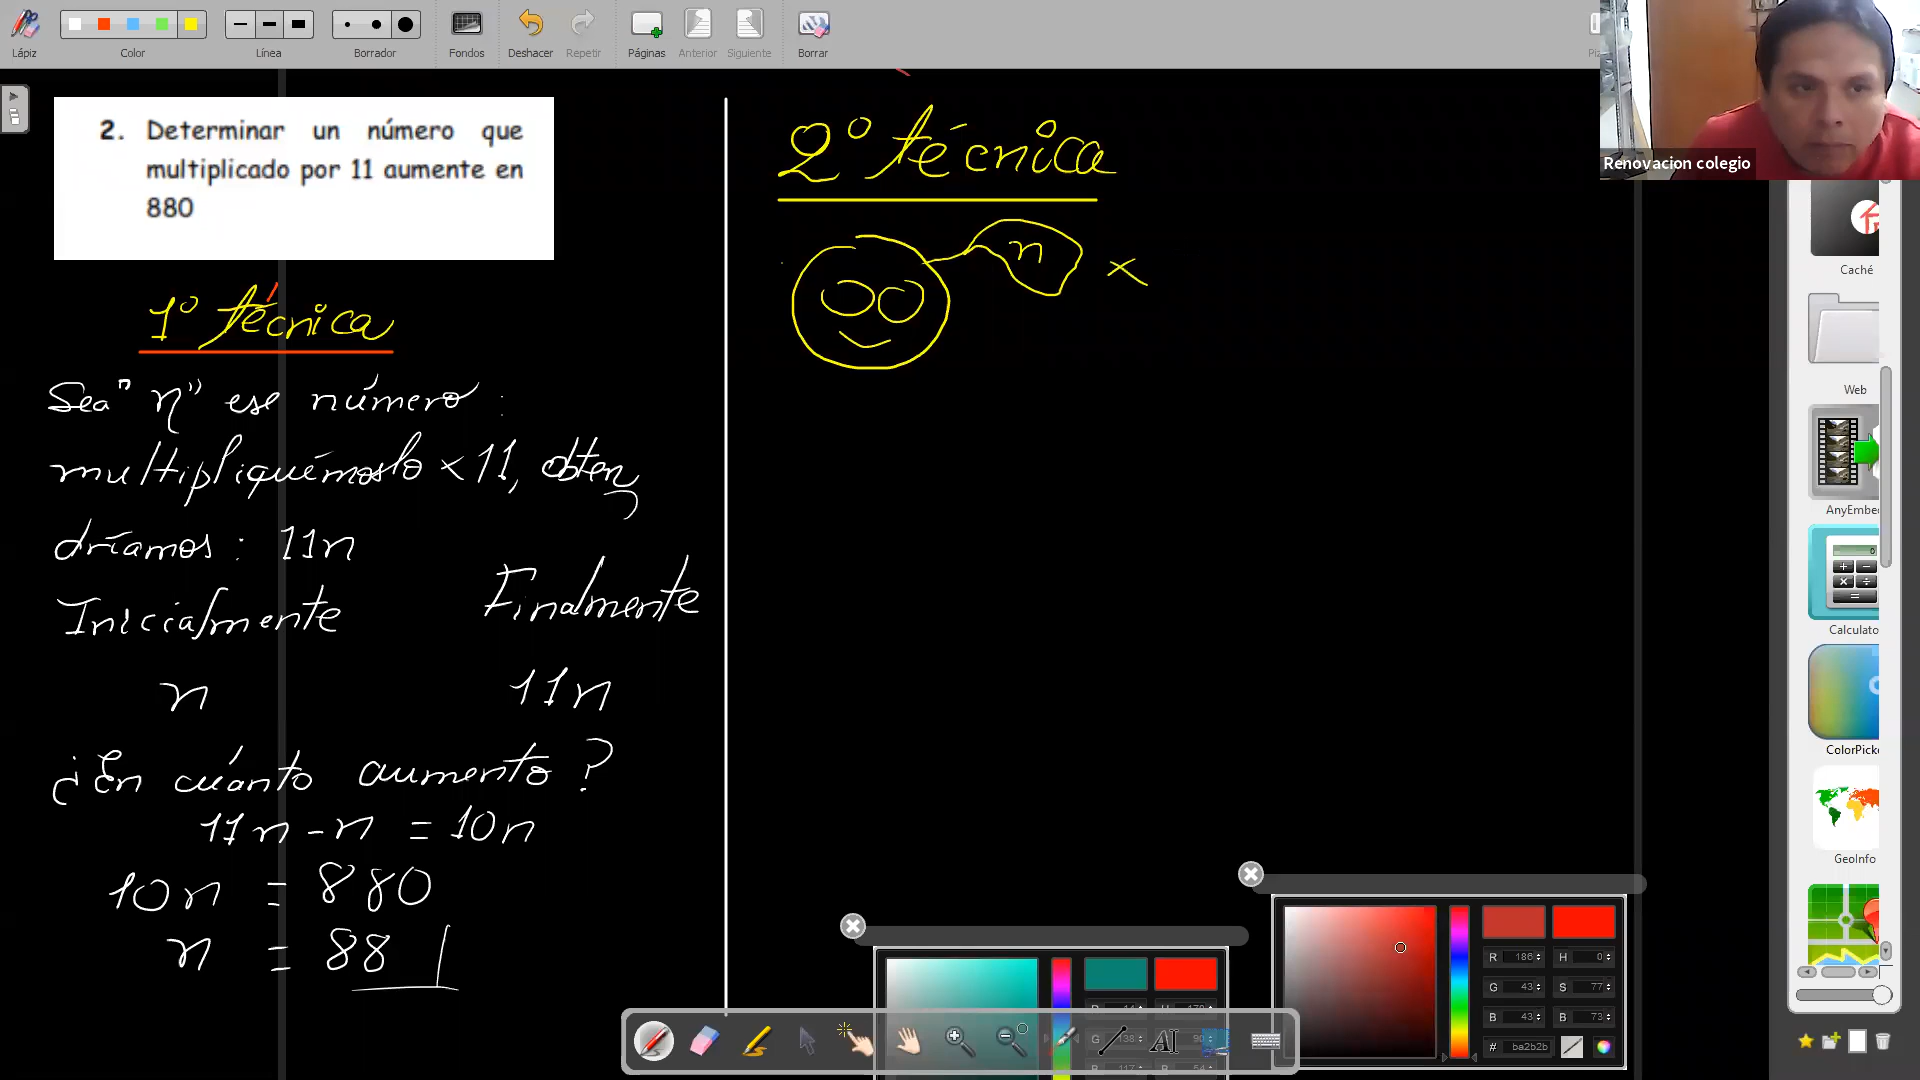 Lápiz
Color
Línea
Borrador
Fondos
Deshacer
Repetir
Páginas
Anterior
Siguiente
Borrar
Renovacion colegio
2. Determinar un número que
multiplicado por 11 aumente en
880
1° técnica
Sea "n" ese número :
multipliquémoslo × 11, obten
dríamos : 11n
Inicialmente Finalmente
n 11n
¿En cuánto aumento ?
11n - n = 10n
10n = 880
n = 88
2° técnica
n ×
Caché
Web
AnyEmbe
Calculato
ColorPick
GeoInfo
R 186 H 0
G 43 S 77
B 43 B 73
# ba2b2b
G 138 90